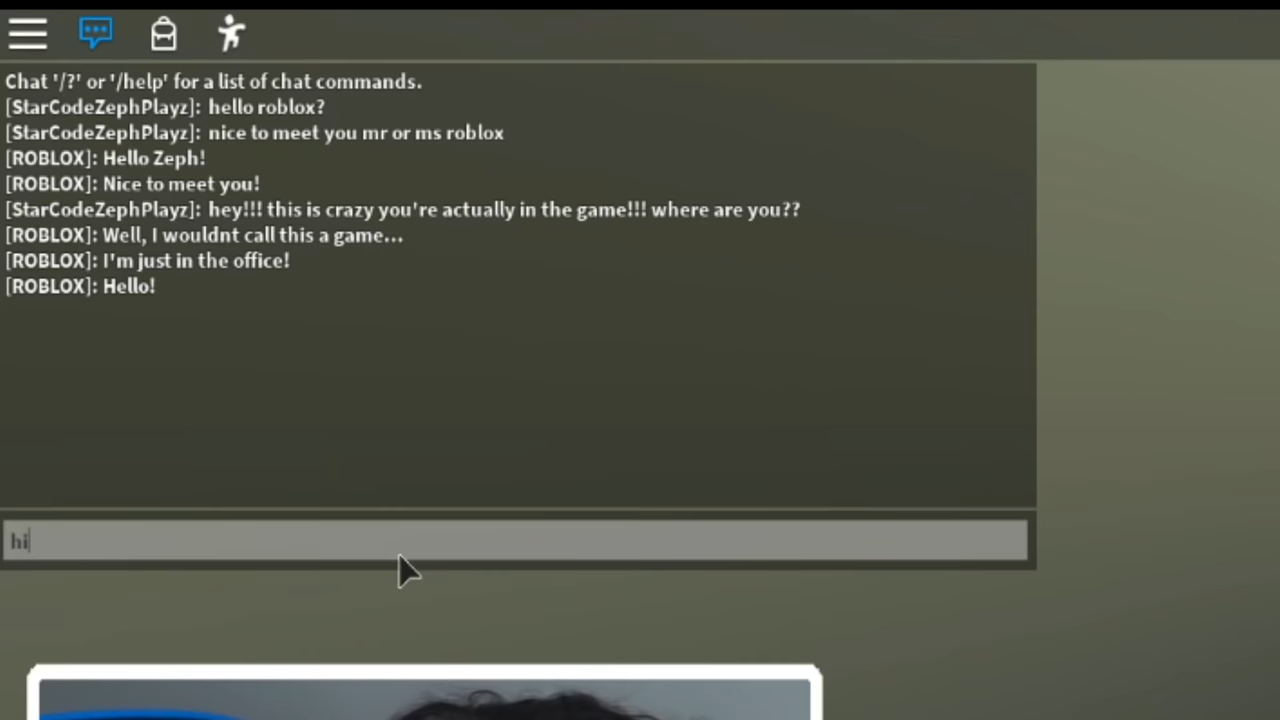 Chat '/?' or '/help' for a list of chat commands.
[StarCodeZephPlayz]: hello roblox?
[StarCodeZephPlayz]: nice to meet you mr or ms roblox
[ROBLOX]: Hello Zeph!
[ROBLOX]: Nice to meet you!
[StarCodeZephPlayz]: hey!!! this is crazy you're actually in the game!!! where are you??
[ROBLOX]: Well, I wouldnt call this a game...
[ROBLOX]: I'm just in the office!
[ROBLOX]: Hello!
hi